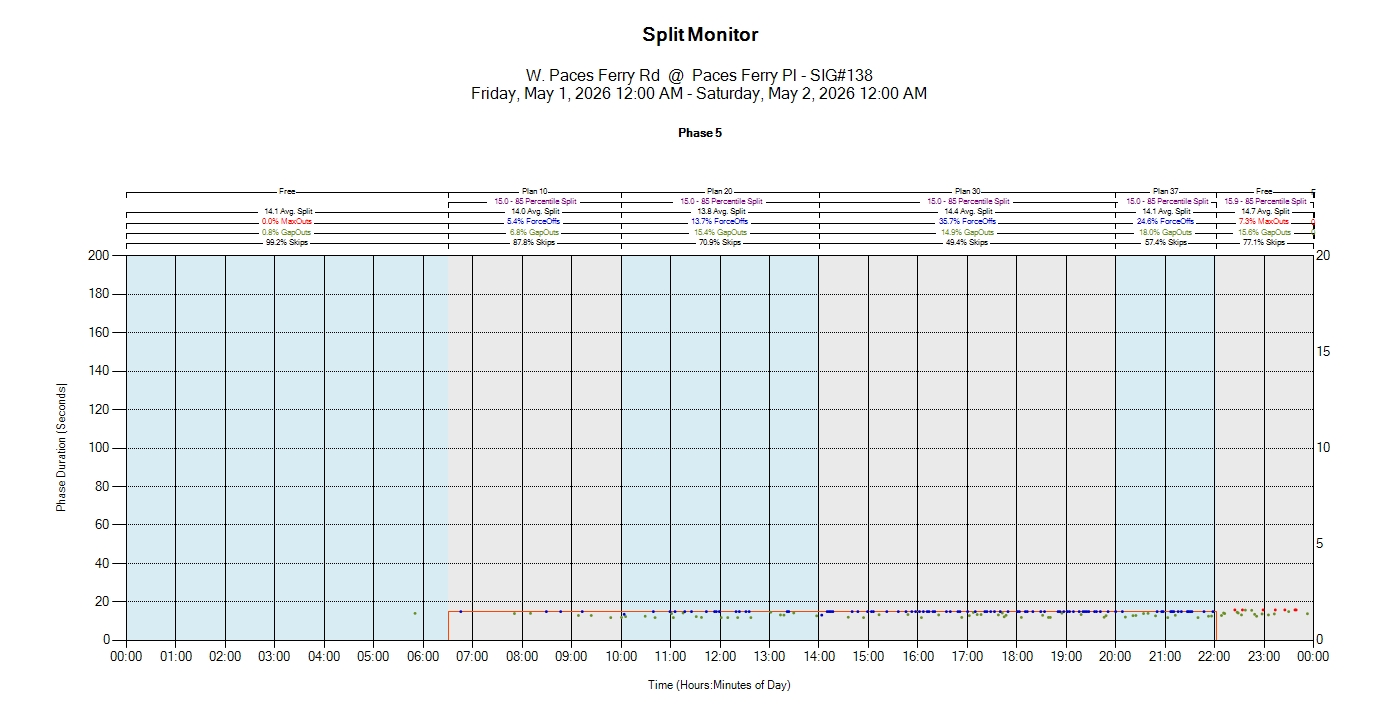 Split Monitor
W. Paces Ferry Rd @ Paces Ferry Pl - SIG#138
Friday, May 1, 2026 12:00 AM - Saturday, May 2, 2026 12:00 AM
Phase 5
Free Plan 10 Plan 20 Plan 30 Plan 37 Free
15.0 - 85 Percentile Split 15.0 - 85 Percentile Split 15.0 - 85 Percentile Split 15.0 - 85 Percentile Split 15.9 - 85 Percentile Split
14.1 Avg. Split 14.0 Avg. Split 13.8 Avg. Split 14.4 Avg. Split 14.1 Avg. Split 14.7 Avg. Split
0.0% MaxOuts 5.4% ForceOffs 13.7% ForceOffs 35.7% ForceOffs 24.6% ForceOffs 7.3% MaxOuts
0.8% GapOuts 6.8% GapOuts 15.4% GapOuts 14.9% GapOuts 18.0% GapOuts 15.6% GapOuts
99.2% Skips 87.8% Skips 70.9% Skips 49.4% Skips 57.4% Skips 77.1% Skips
200 20
180
160
15
140
120
100 10
80
60
5
40
20
0 0
Phase Duration (Seconds)
00:00 01:00 02:00 03:00 04:00 05:00 06:00 07:00 08:00 09:00 10:00 11:00 12:00 13:00 14:00 15:00 16:00 17:00 18:00 19:00 20:00 21:00 22:00 23:00 00:00
Time (Hours:Minutes of Day)